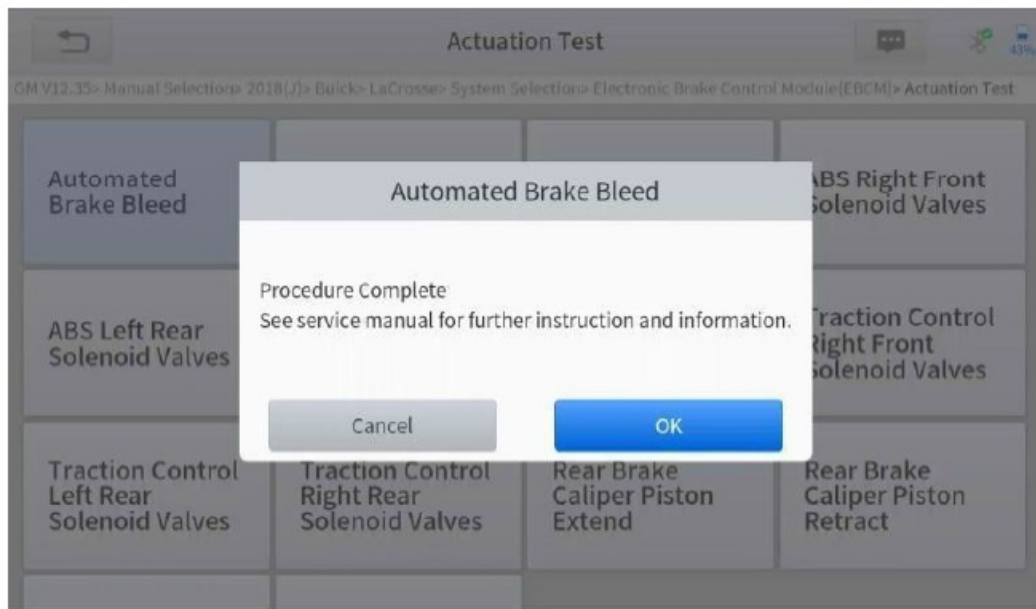 Actuation Test
43%
GM V12.35> Manual Selection> 2018(J)> Buick> LaCrosse> System Selection> Electronic Brake Control Module(EBCM)> Actuation Test
Automated
Brake Bleed
ABS Right Front
Solenoid Valves
Automated Brake Bleed
Procedure Complete
See service manual for further instruction and information.
Cancel
OK
ABS Left Rear
Solenoid Valves
Traction Control
Right Front
Solenoid Valves
Traction Control
Left Rear
Solenoid Valves
Traction Control
Right Rear
Solenoid Valves
Rear Brake
Caliper Piston
Extend
Rear Brake
Caliper Piston
Retract